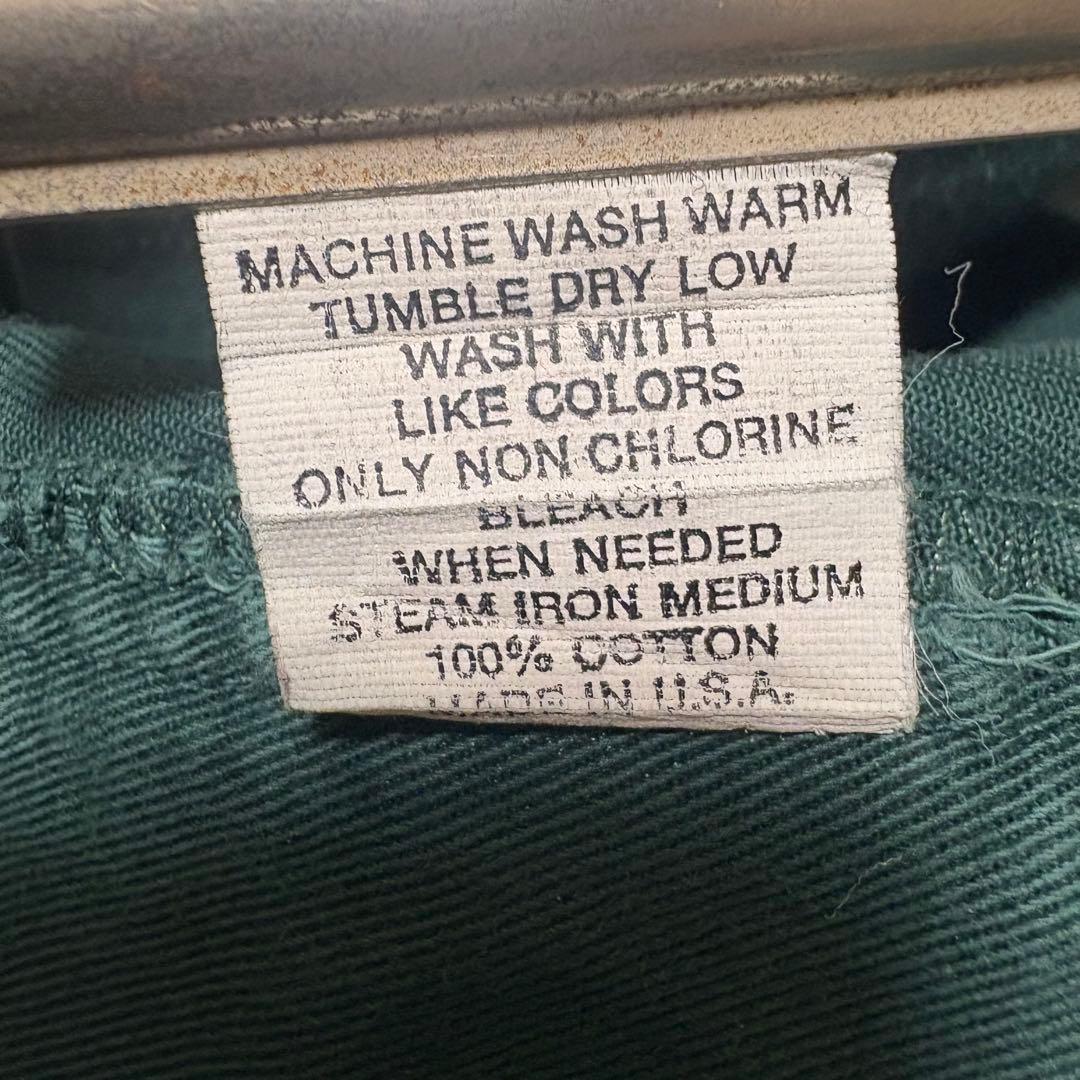 MACHINE WASH WARM
TUMBLE DRY LOW
WASH WITH
LIKE COLORS
ONLY NON CHLORINE
BLEACH
WHEN NEEDED
STEAM IRON MEDIUM
100% COTTON
MADE IN U.S.A.